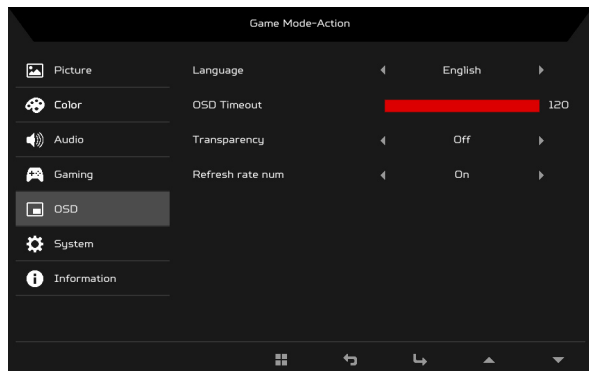 Game Mode-Action
Picture
Color
Audio
Gaming
OSD
System
Information
Language English
OSD Timeout 120
Transparency Off
Refresh rate num On